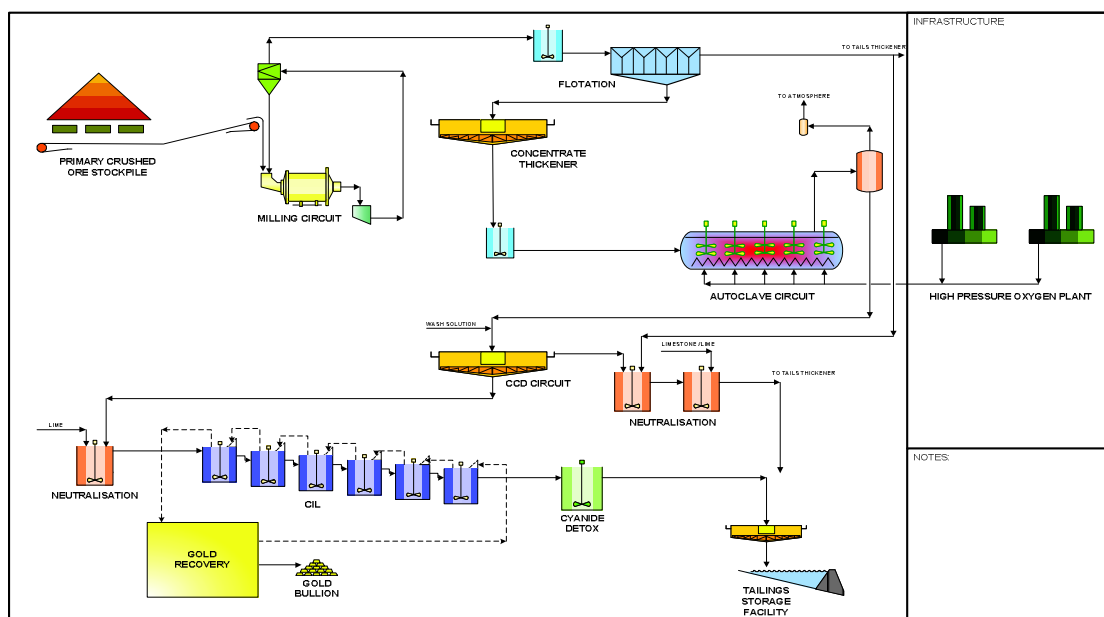 INFRASTRUCTURE
TO TAILS THICKENER
FLOTATION
TO ATMOSPHERE
PRIMARY CRUSHED
ORE STOCKPILE
CONCENTRATE
THICKENER
MILLING CIRCUIT
AUTOCLAVE CIRCUIT
HIGH PRESSURE OXYGEN PLANT
WASH SOLUTION
LIMESTONE/LIME
CCD CIRCUIT
TO TAILS THICKENER
NEUTRALISATION
LIME
NEUTRALISATION
CIL
CYANIDE
DETOX
NOTES:
GOLD
RECOVERY
GOLD
BULLION
TAILINGS
STORAGE
FACILITY